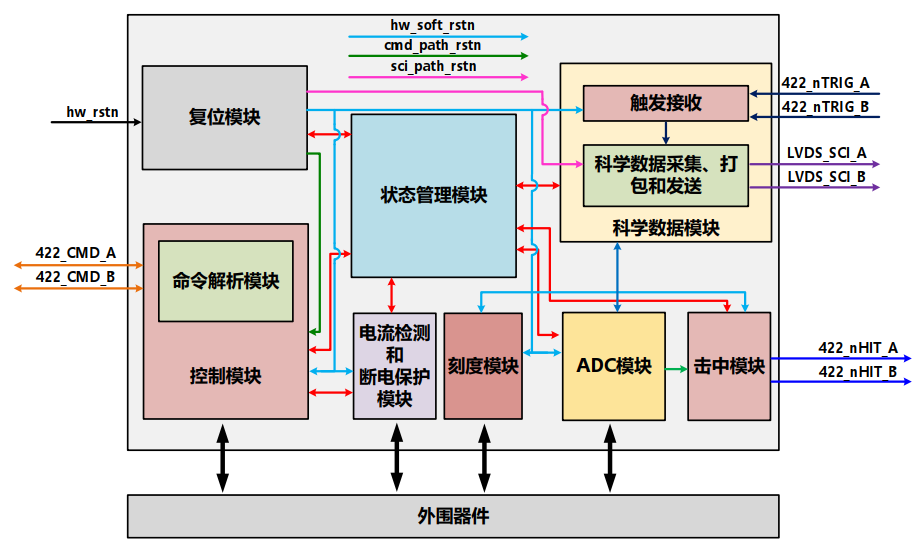 hw_soft_rstn
cmd_path_rstn
sci_path_rstn
hw_rstn
复位模块
触发接收
422_nTRIG_A
422_nTRIG_B
状态管理模块
科学数据采集、打
包和发送
LVDS_SCI_A
LVDS_SCI_B
科学数据模块
422_CMD_A
422_CMD_B
命令解析模块
控制模块
电流检测
和
断电保护
模块
刻度模块
ADC模块
击中模块
422_nHIT_A
422_nHIT_B
外围器件